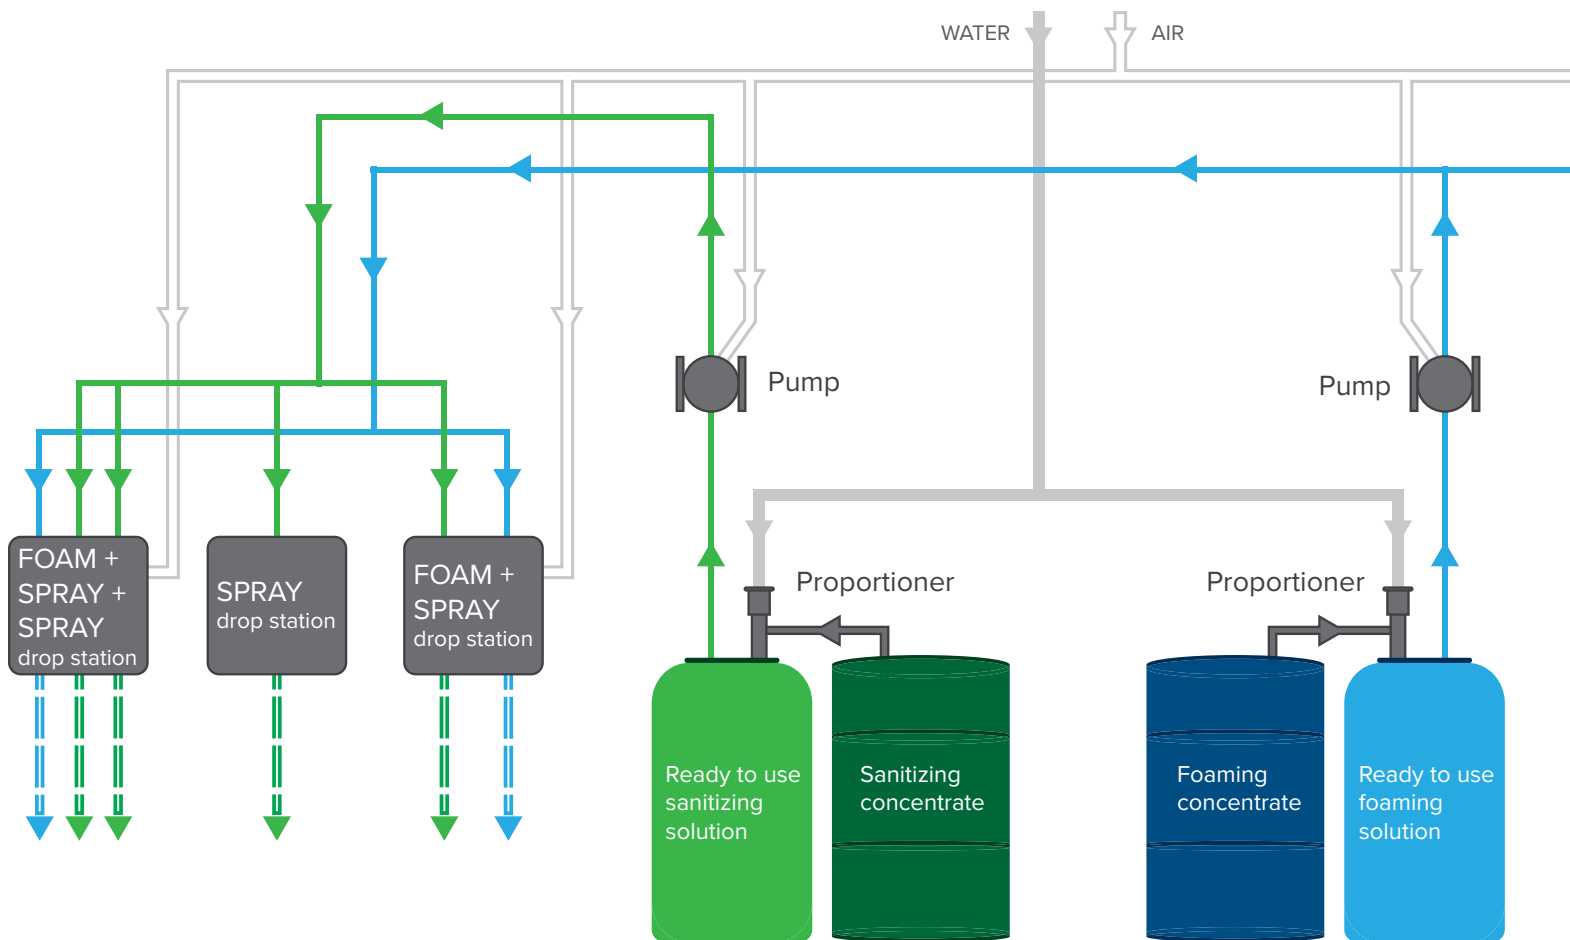 WATER
AIR
Pump
Pump
FOAM +
SPRAY +
SPRAY
drop station
SPRAY
drop station
FOAM +
SPRAY
drop station
Proportioner
Proportioner
Ready to use
sanitizing
solution
Sanitizing
concentrate
Foaming
concentrate
Ready to use
foaming
solution